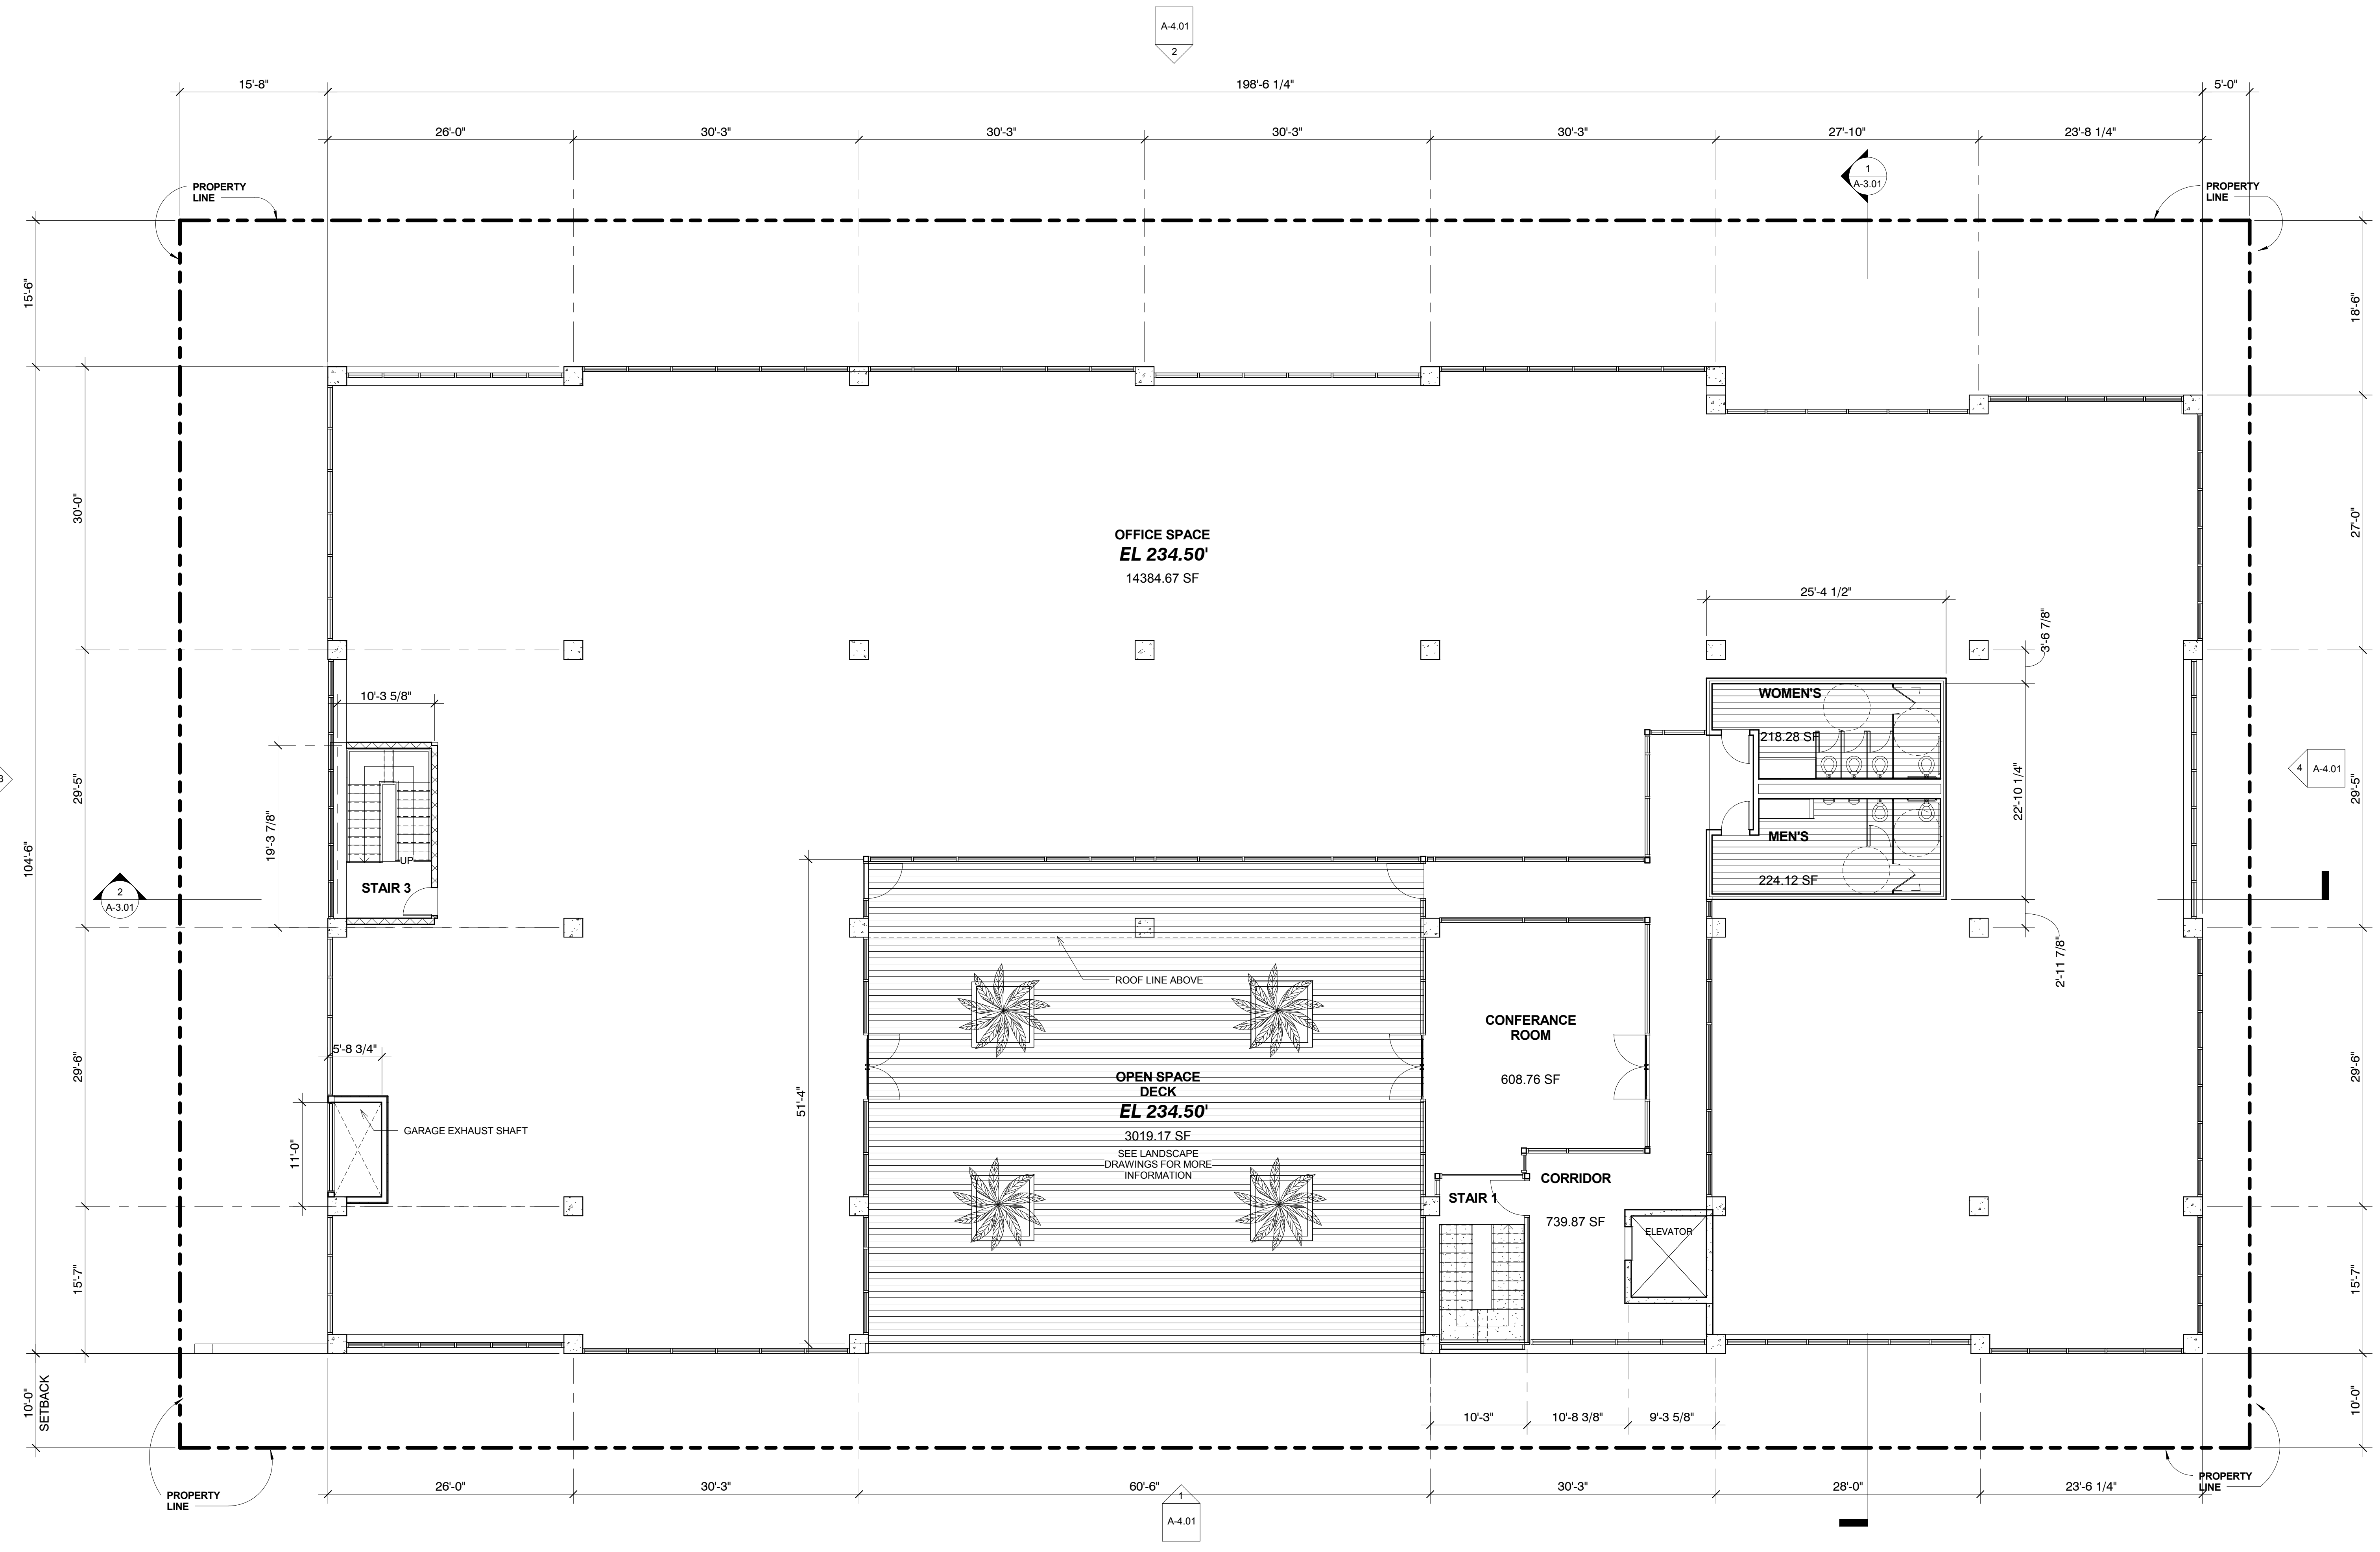 A-4.01
2
15'-8"
198'-6 1/4"
5'-0"
26'-0"
30'-3"
30'-3"
30'-3"
30'-3"
27'-10"
23'-8 1/4"
1
A-3.01
PROPERTY
LINE
PROPERTY
LINE
15'-6"
18'-6"
30'-0"
27'-0"
OFFICE SPACE
EL 234.50'
14384.67 SF
25'-4 1/2"
3'-6 7/8"
10'-3 5/8"
WOMEN'S
218.28 SF
3
29'-5"
19'-3 7/8"
UP
22'-10 1/4"
4
A-4.01
29'-5"
104'-6"
MEN'S
224.12 SF
STAIR 3
2
A-3.01
2'-11 7/8"
ROOF LINE ABOVE
CONFERANCE
ROOM
608.76 SF
29'-6"
5'-8 3/4"
51'-4"
OPEN SPACE
DECK
EL 234.50'
3019.17 SF
SEE LANDSCAPE
DRAWINGS FOR MORE
INFORMATION
29'-6"
11'-0"
GARAGE EXHAUST SHAFT
CORRIDOR
739.87 SF
STAIR 1
ELEVATOR
15'-7"
15'-7"
10'-0"
SETBACK
10'-0"
10'-3"
10'-8 3/8"
9'-3 5/8"
PROPERTY
LINE
PROPERTY
LINE
26'-0"
30'-3"
60'-6"
30'-3"
28'-0"
23'-6 1/4"
1
A-4.01